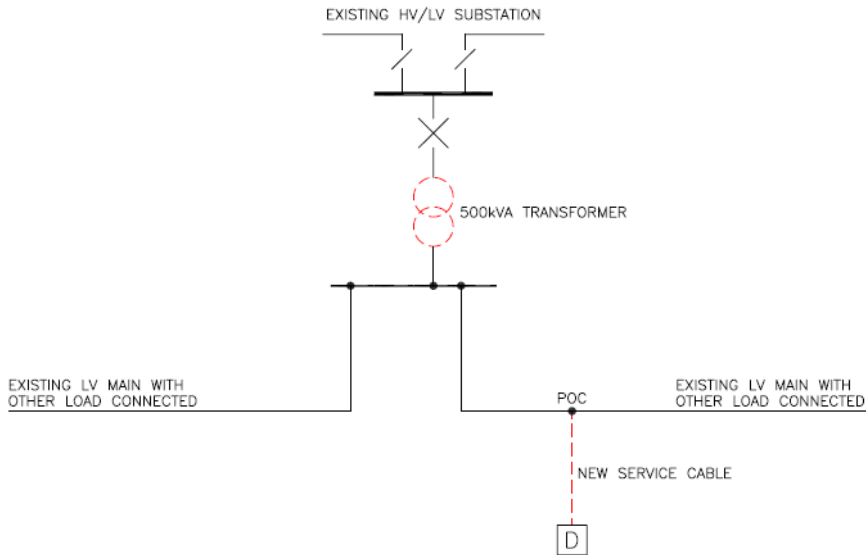 EXISTING HV/LV SUBSTATION
500kVA TRANSFORMER
EXISTING LV MAIN WITH
OTHER LOAD CONNECTED
POC
EXISTING LV MAIN WITH
OTHER LOAD CONNECTED
NEW SERVICE CABLE
D